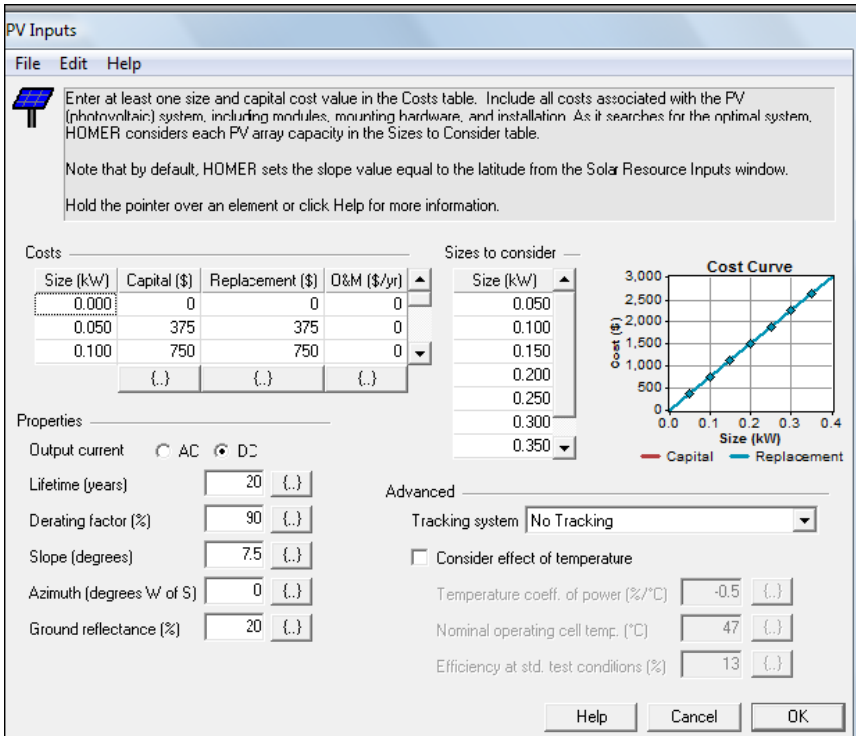 PV Inputs
File Edit Help
Enter at least one size and capital cost value in the Costs table. Include all costs associated with the PV
(photovoltaic) system, including modules, mounting hardware, and installation. As it searches for the optimal system,
HOMER considers each PV array capacity in the Sizes to Consider table.
Note that by default, HOMER sets the slope value equal to the latitude from the Solar Resource Inputs window.
Hold the pointer over an element or click Help for more information.
Costs
Size (kW) Capital ($) Replacement ($) O&M ($/yr)
0.000 0 0 0
0.050 375 375 0
0.100 750 750 0
{..} {..} {..}
Sizes to consider
Size (kW)
0.050
0.100
0.150
0.200
0.250
0.300
0.350
Cost Curve
Cost ($)
3,000
2,500
2,000
1,500
1,000
500
0
0.0 0.1 0.2 0.3 0.4
Size (kW)
Capital Replacement
Properties
Output current AC DC
Lifetime (years) 20 {..}
Derating factor (%) 90 {..}
Slope (degrees) 7.5 {..}
Azimuth (degrees W of S) 0 {..}
Ground reflectance (%) 20 {..}
Advanced
Tracking system No Tracking
Consider effect of temperature
Temperature coeff. of power (%/°C) -0.5 {..}
Nominal operating cell temp. (°C) 47 {..}
Efficiency at std. test conditions (%) 13 {..}
Help Cancel OK